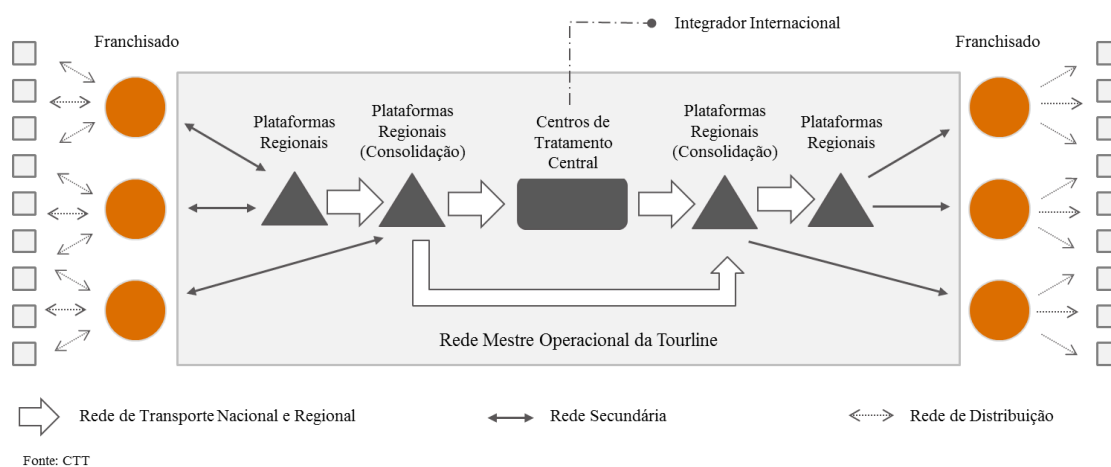 Integrador Internacional
Franchisado
Franchisado
Plataformas
Regionais
Plataformas
Regionais
(Consolidação)
Centros de
Tratamento
Central
Plataformas
Regionais
(Consolidação)
Plataformas
Regionais
Rede Mestre Operacional da Tourline
Rede de Transporte Nacional e Regional
Rede Secundária
Rede de Distribuição
Fonte: CTT